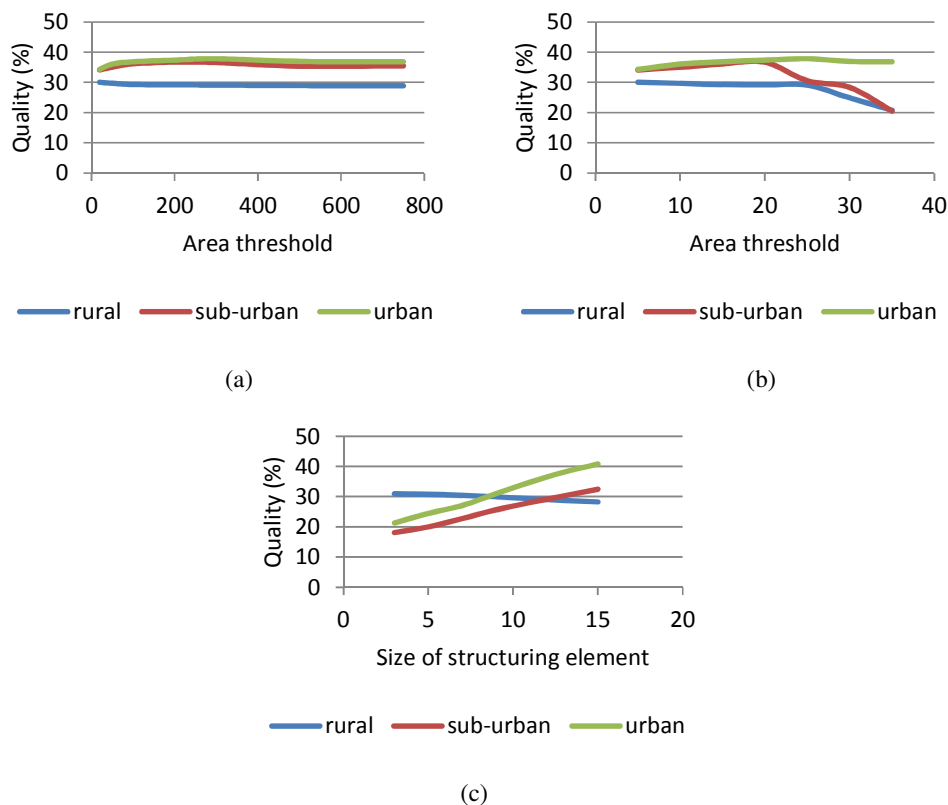 50
40
30
20
10
0
Quality (%)
0 200 400 600 800
Area threshold
rural sub-urban urban
(a)
50
40
30
20
10
0
Quality (%)
0 10 20 30 40
Area threshold
rural sub-urban urban
(b)
50
40
30
20
10
0
Quality (%)
0 5 10 15 20
Size of structuring element
rural sub-urban urban
(c)